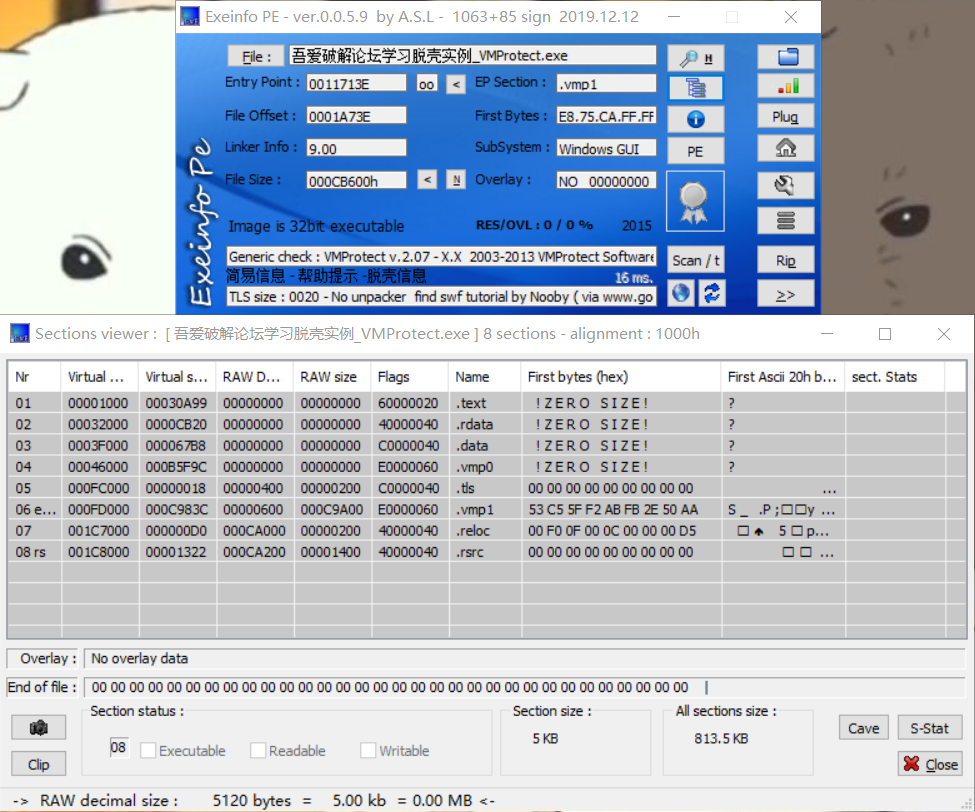 Exeinfo PE - ver.0.0.5.9 by A.S.L - 1063+85 sign 2019.12.12
Exeinfo Pe
File : 吾爱破解论坛学习脱壳实例_VMProtect.exe H
Entry Point : 0011713E oo < EP Section : .vmp1
File Offset : 0001A73E First Bytes : E8.75.CA.FF.FF Plug
Linker Info : 9.00 SubSystem : Windows GUI PE
File Size : 000CB600h < N Overlay : NO 00000000
Image is 32bit executable RES/OVL : 0 / 0 % 2015
Generic check : VMProtect v.2.07 - X.X 2003-2013 VMProtect Software Scan / t Rip
简易信息 - 帮助提示 -脱壳信息 16 ms.
TLS size : 0020 - No unpacker find swf tutorial by Nooby ( via www.go >>
Sections viewer : [ 吾爱破解论坛学习脱壳实例_VMProtect.exe ] 8 sections - alignment : 1000h
Nr Virtual ... Virtual s... RAW D... RAW size Flags Name First bytes (hex) First Ascii 20h b... sect. Stats
01 00001000 00030A99 00000000 00000000 60000020 .text ! Z E R O S I Z E ! ?
02 00032000 0000CB20 00000000 00000000 40000040 .rdata ! Z E R O S I Z E ! ?
03 0003F000 000067B8 00000000 00000000 C0000040 .data ! Z E R O S I Z E ! ?
04 00046000 000B5F9C 00000000 00000000 E0000060 .vmp0 ! Z E R O S I Z E ! ?
05 000FC000 00000018 00000400 00000200 C0000040 .tls 00 00 00 00 00 00 00 00 00 ...
06 e... 000FD000 000C983C 00000600 000C9A00 E0000060 .vmp1 53 C5 5F F2 AB FB 2E 50 AA S _ .P ;□□y ...
07 001C7000 000000D0 000CA000 00000200 40000040 .reloc 00 F0 0F 00 0C 00 00 00 D5 □ ♠ 5 □ p...
08 rs 001C8000 00001322 000CA200 00001400 40000040 .rsrc 00 00 00 00 00 00 00 00 00 □ □ ...
Overlay : No overlay data
End of file : 00 00 00 00 00 00 00 00 00 00 00 00 00 00 00 00 00 00 00 00 00 00 00 00 00 00 00 00 00 00 00 00 |
Section status : Section size : All sections size :
08 Executable Readable Writable 5 KB 813.5 KB Cave S-Stat
Clip Close
-> RAW decimal size : 5120 bytes = 5.00 kb = 0.00 MB <-